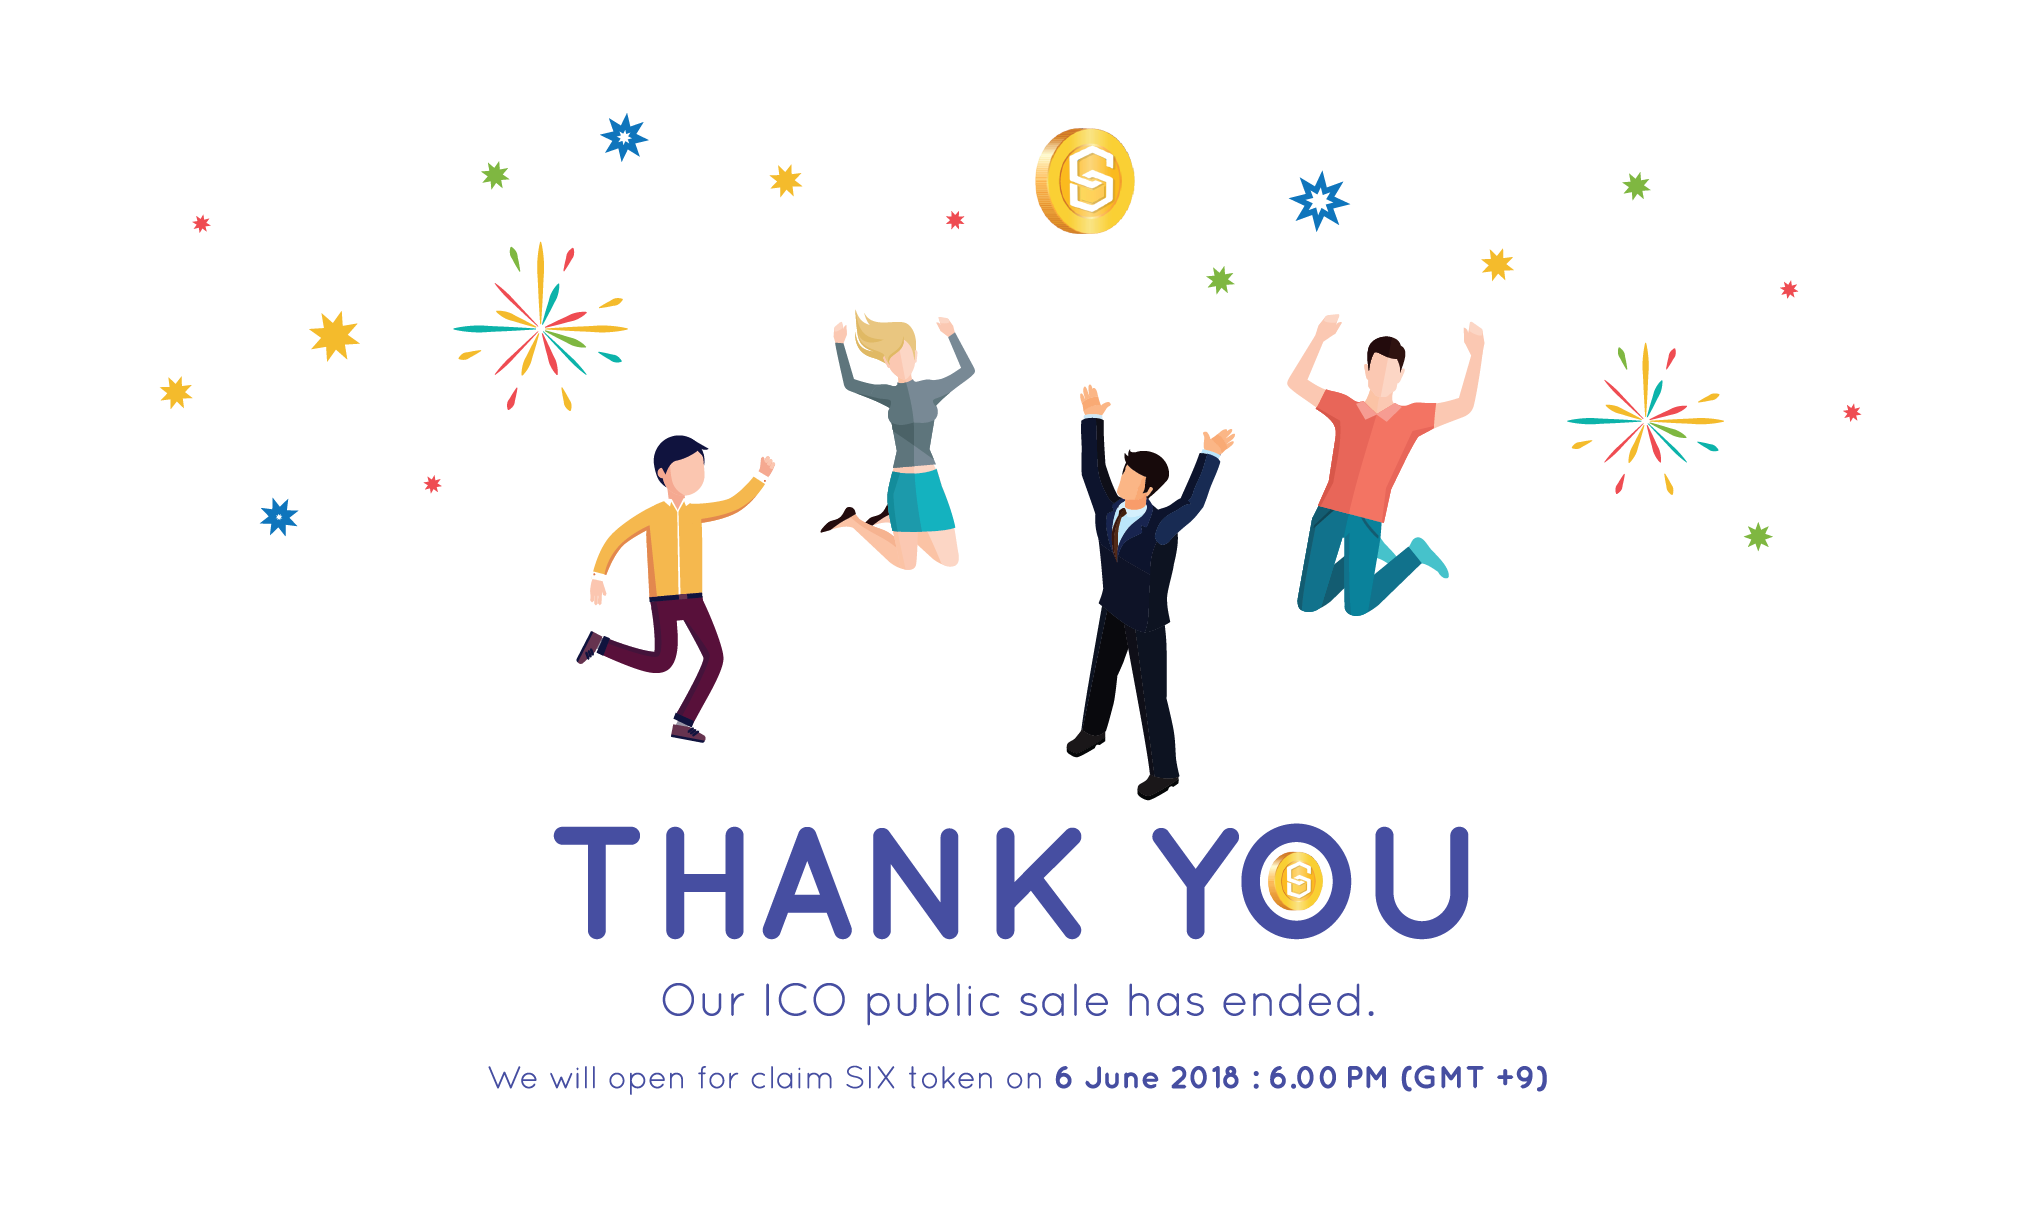 THANK YOU
Our ICO public sale has ended.
We will open for claim SIX token on 6 June 2018 : 6.00 PM (GMT +9)